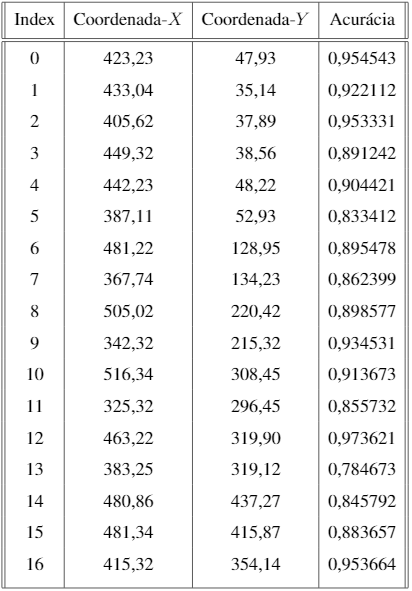 Index Coordenada-X Coordenada-Y Acurácia
0 423,23 47,93 0,954543
1 433,04 35,14 0,922112
2 405,62 37,89 0,953331
3 449,32 38,56 0,891242
4 442,23 48,22 0,904421
5 387,11 52,93 0,833412
6 481,22 128,95 0,895478
7 367,74 134,23 0,862399
8 505,02 220,42 0,898577
9 342,32 215,32 0,934531
10 516,34 308,45 0,913673
11 325,32 296,45 0,855732
12 463,22 319,90 0,973621
13 383,25 319,12 0,784673
14 480,86 437,27 0,845792
15 481,34 415,87 0,883657
16 415,32 354,14 0,953664